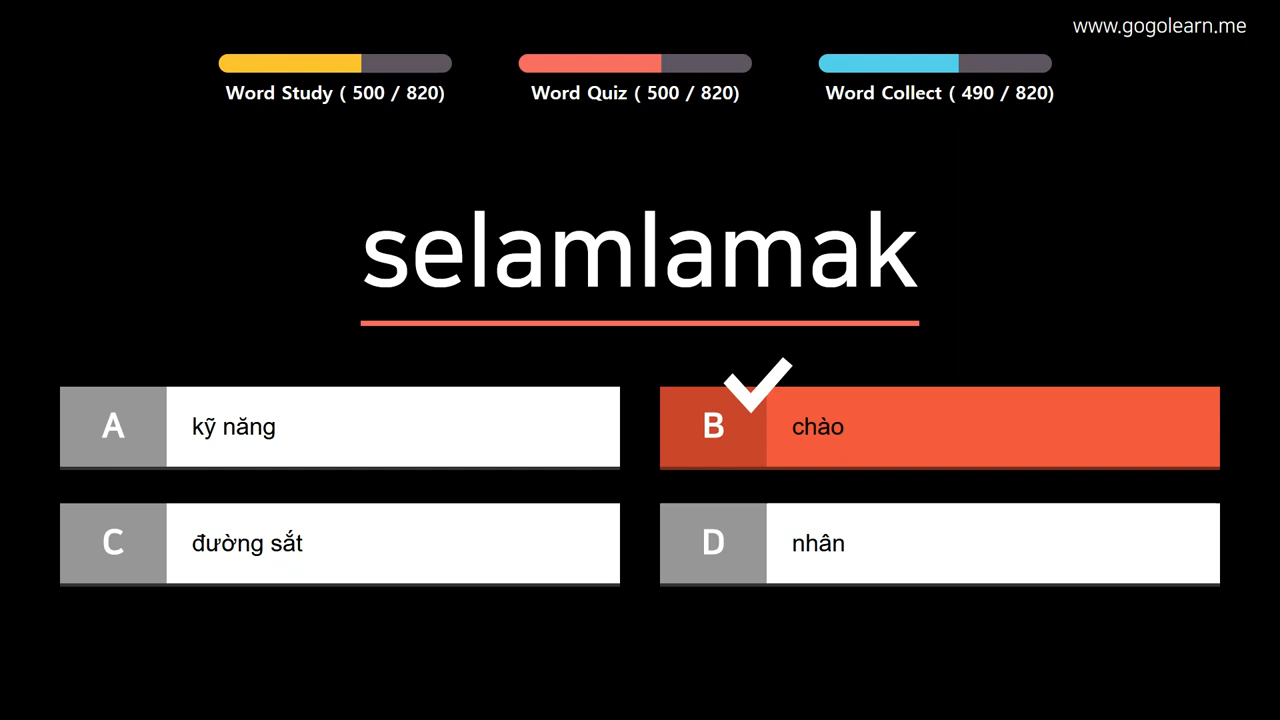 www.gogolearn.me
Word Study ( 500 / 820)
Word Quiz ( 500 / 820)
Word Collect ( 490 / 820)
selamlamak
A
kỹ năng
B
chào
C
đường sắt
D
nhân